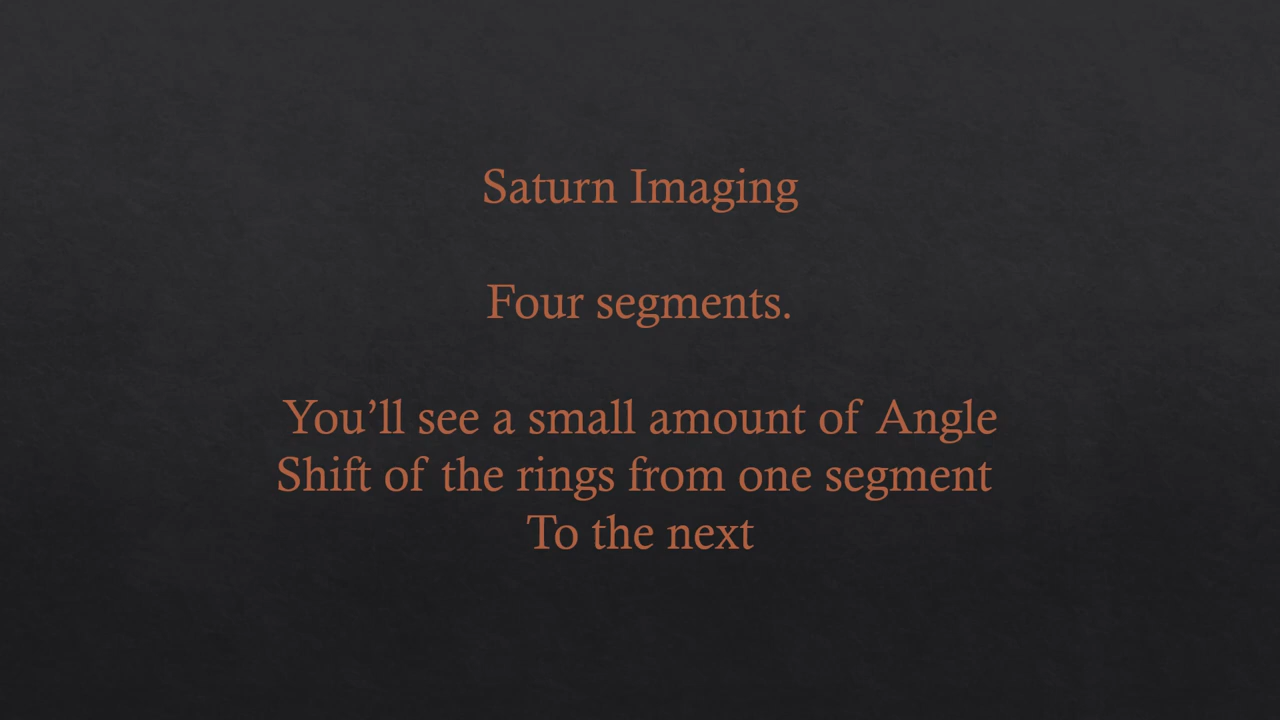 Saturn Imaging
Four segments.
You’ll see a small amount of Angle
Shift of the rings from one segment
To the next